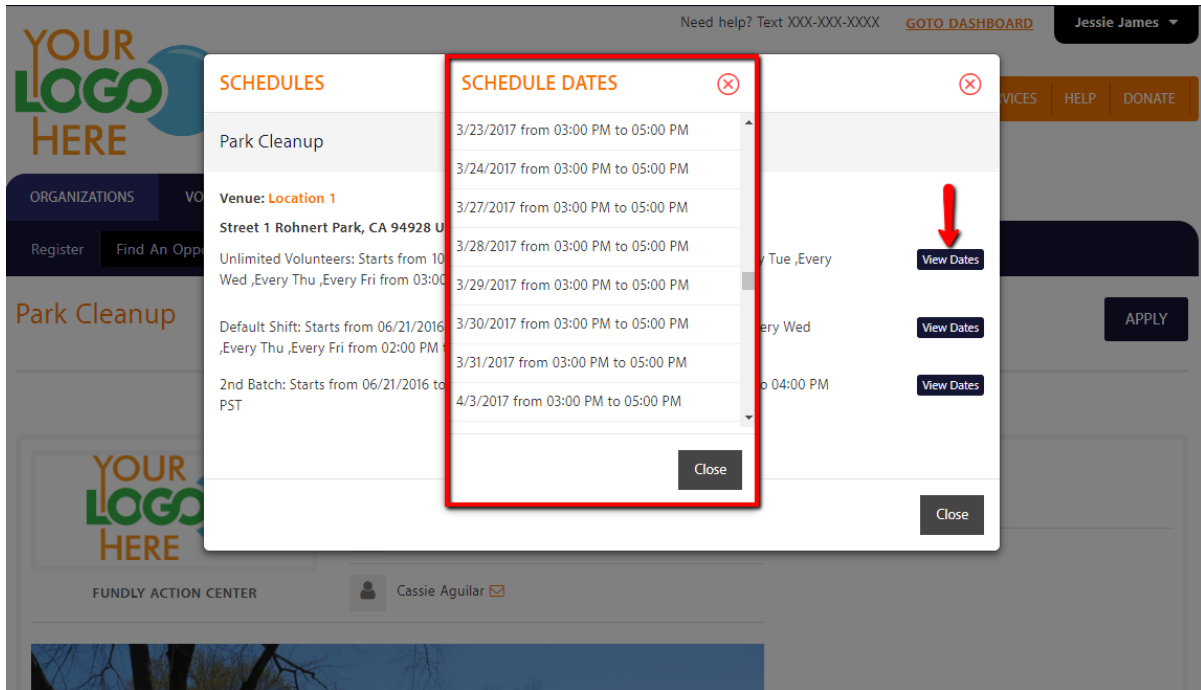 Need help? Text XXX-XXX-XXXX GOTO DASHBOARD Jessie James
YOUR
LOGO
HERE
HELP DONATE
ORGANIZATIONS
Register Find An
Park Cleanup
APPLY
SCHEDULES
Park Cleanup
Venue: Location 1
Street 1 Rohnert Park, CA 94928
Unlimited Volunteers: Starts from 10 Tue ,Every View Dates
Wed ,Every Thu ,Every Fri from 03:00
Default Shift: Starts from 06/21/2016 Wed View Dates
,Every Thu ,Every Fri from 02:00 PM
2nd Batch: Starts from 06/21/2016 to 04:00 PM View Dates
PST
Close
SCHEDULE DATES
3/23/2017 from 03:00 PM to 05:00 PM
3/24/2017 from 03:00 PM to 05:00 PM
3/27/2017 from 03:00 PM to 05:00 PM
3/28/2017 from 03:00 PM to 05:00 PM
3/29/2017 from 03:00 PM to 05:00 PM
3/30/2017 from 03:00 PM to 05:00 PM
3/31/2017 from 03:00 PM to 05:00 PM
4/3/2017 from 03:00 PM to 05:00 PM
Close
YOUR
LOGO
HERE
FUNDLY ACTION CENTER
Cassie Aguilar